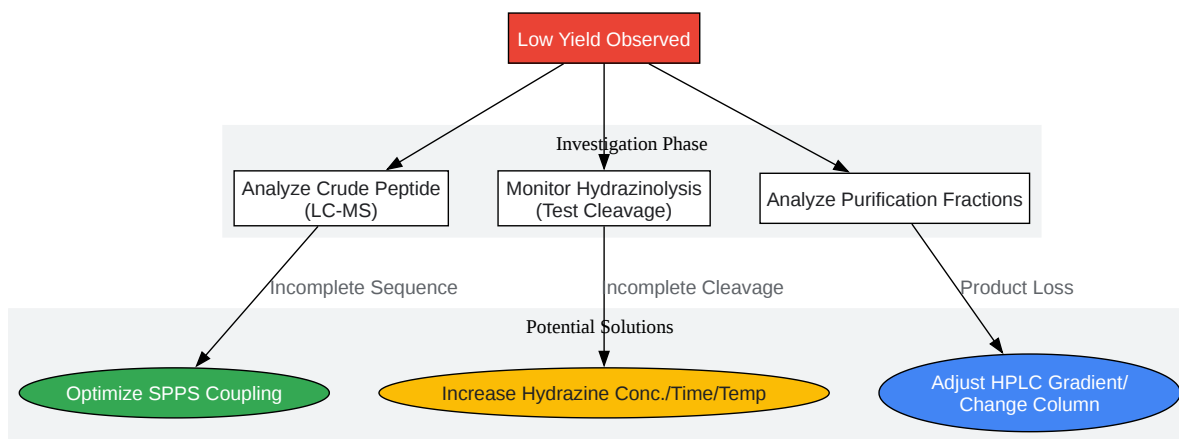 Low Yield Observed
Investigation Phase
Analyze Crude Peptide
(LC-MS)
Monitor Hydrazinolysis
(Test Cleavage)
Analyze Purification Fractions
Incomplete Sequence
Incomplete Cleavage
Product Loss
Potential Solutions
Optimize SPPS Coupling
Increase Hydrazine Conc./Time/Temp
Adjust HPLC Gradient/
Change Column